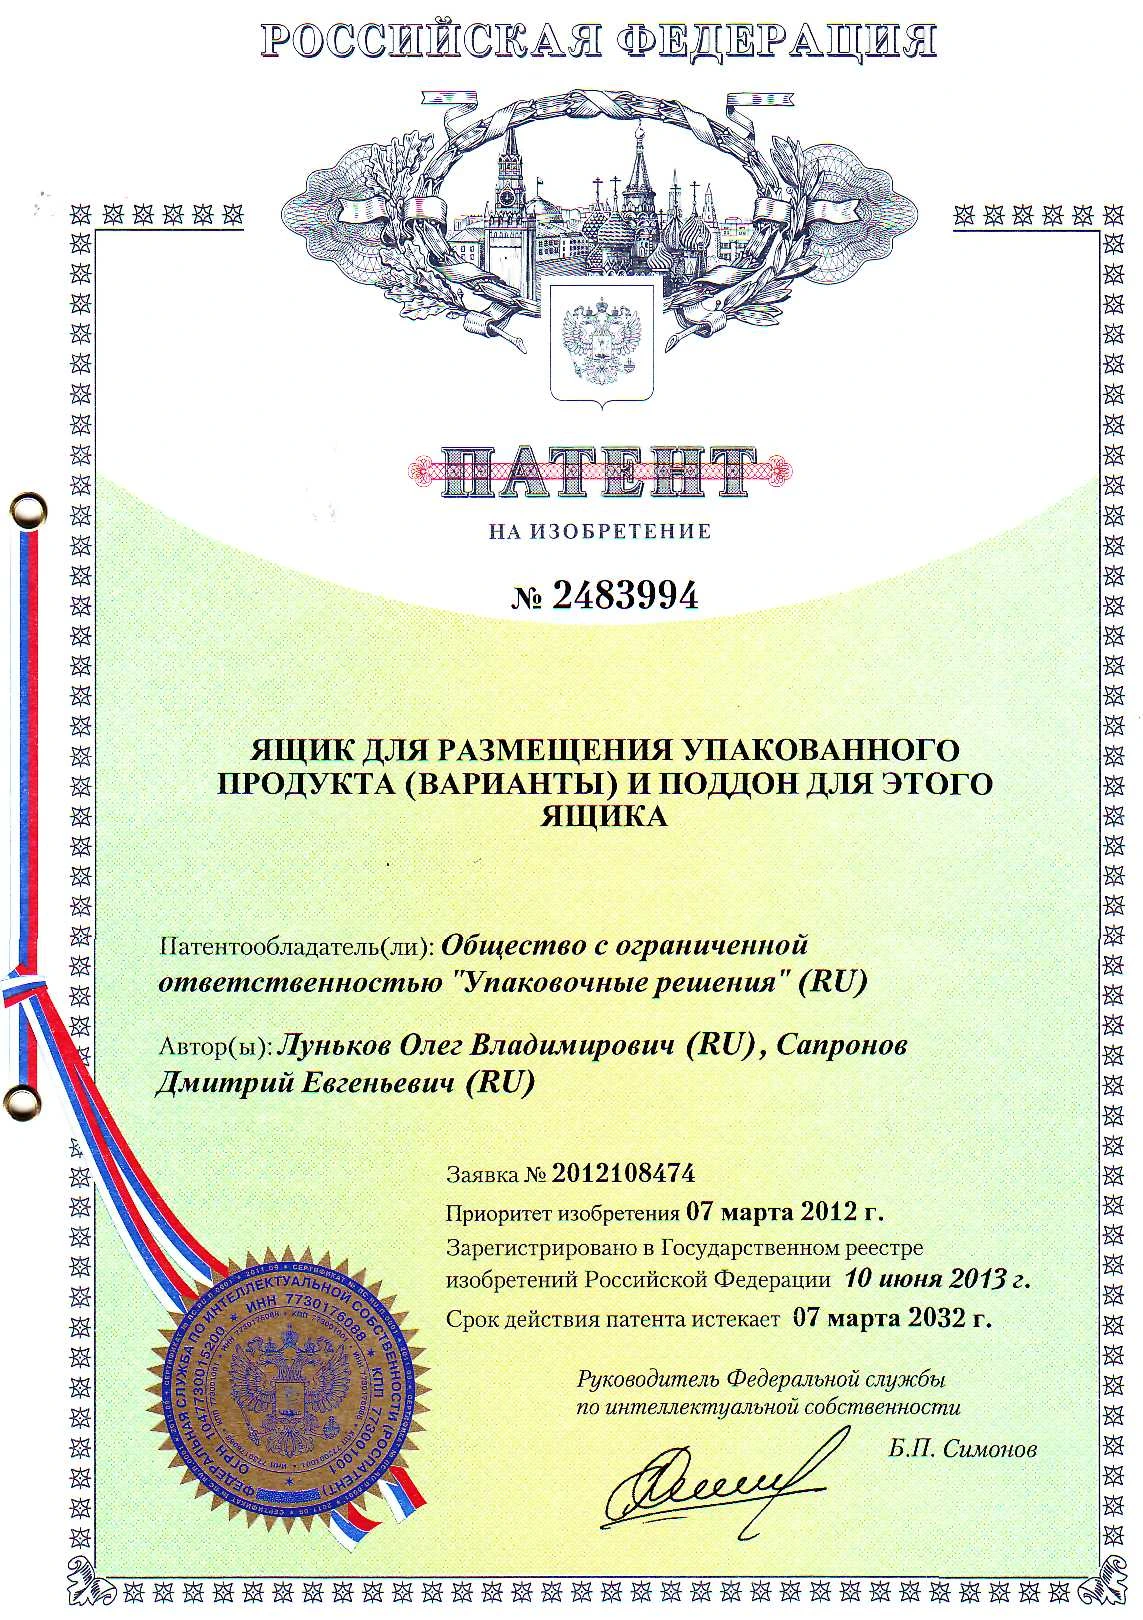 РОССИЙСКАЯ ФЕДЕРАЦИЯ
ПАТЕНТ
НА ИЗОБРЕТЕНИЕ
№ 2483994
ЯЩИК ДЛЯ РАЗМЕЩЕНИЯ УПАКОВАННОГО
ПРОДУКТА (ВАРИАНТЫ) И ПОДДОН ДЛЯ ЭТОГО
ЯЩИКА
Патентообладатель(ли): Общество с ограниченной
ответственностью "Упаковочные решения" (RU)
Автор(ы): Луньков Олег Владимирович (RU), Сапронов
Дмитрий Евгеньевич (RU)
Заявка № 2012108474
Приоритет изобретения 07 марта 2012 г.
Зарегистрировано в Государственном реестре
изобретений Российской Федерации 10 июня 2013 г.
Срок действия патента истекает 07 марта 2032 г.
Руководитель Федеральной службы
по интеллектуальной собственности
Б.П. Симонов
ФЕДЕРАЛЬНАЯ СЛУЖБА ПО ИНТЕЛЛЕКТУАЛЬНОЙ СОБСТВЕННОСТИ (РОСПАТЕНТ)
ОГРН 1047730015200 * ИНН 7730176088 * КПП 773001001